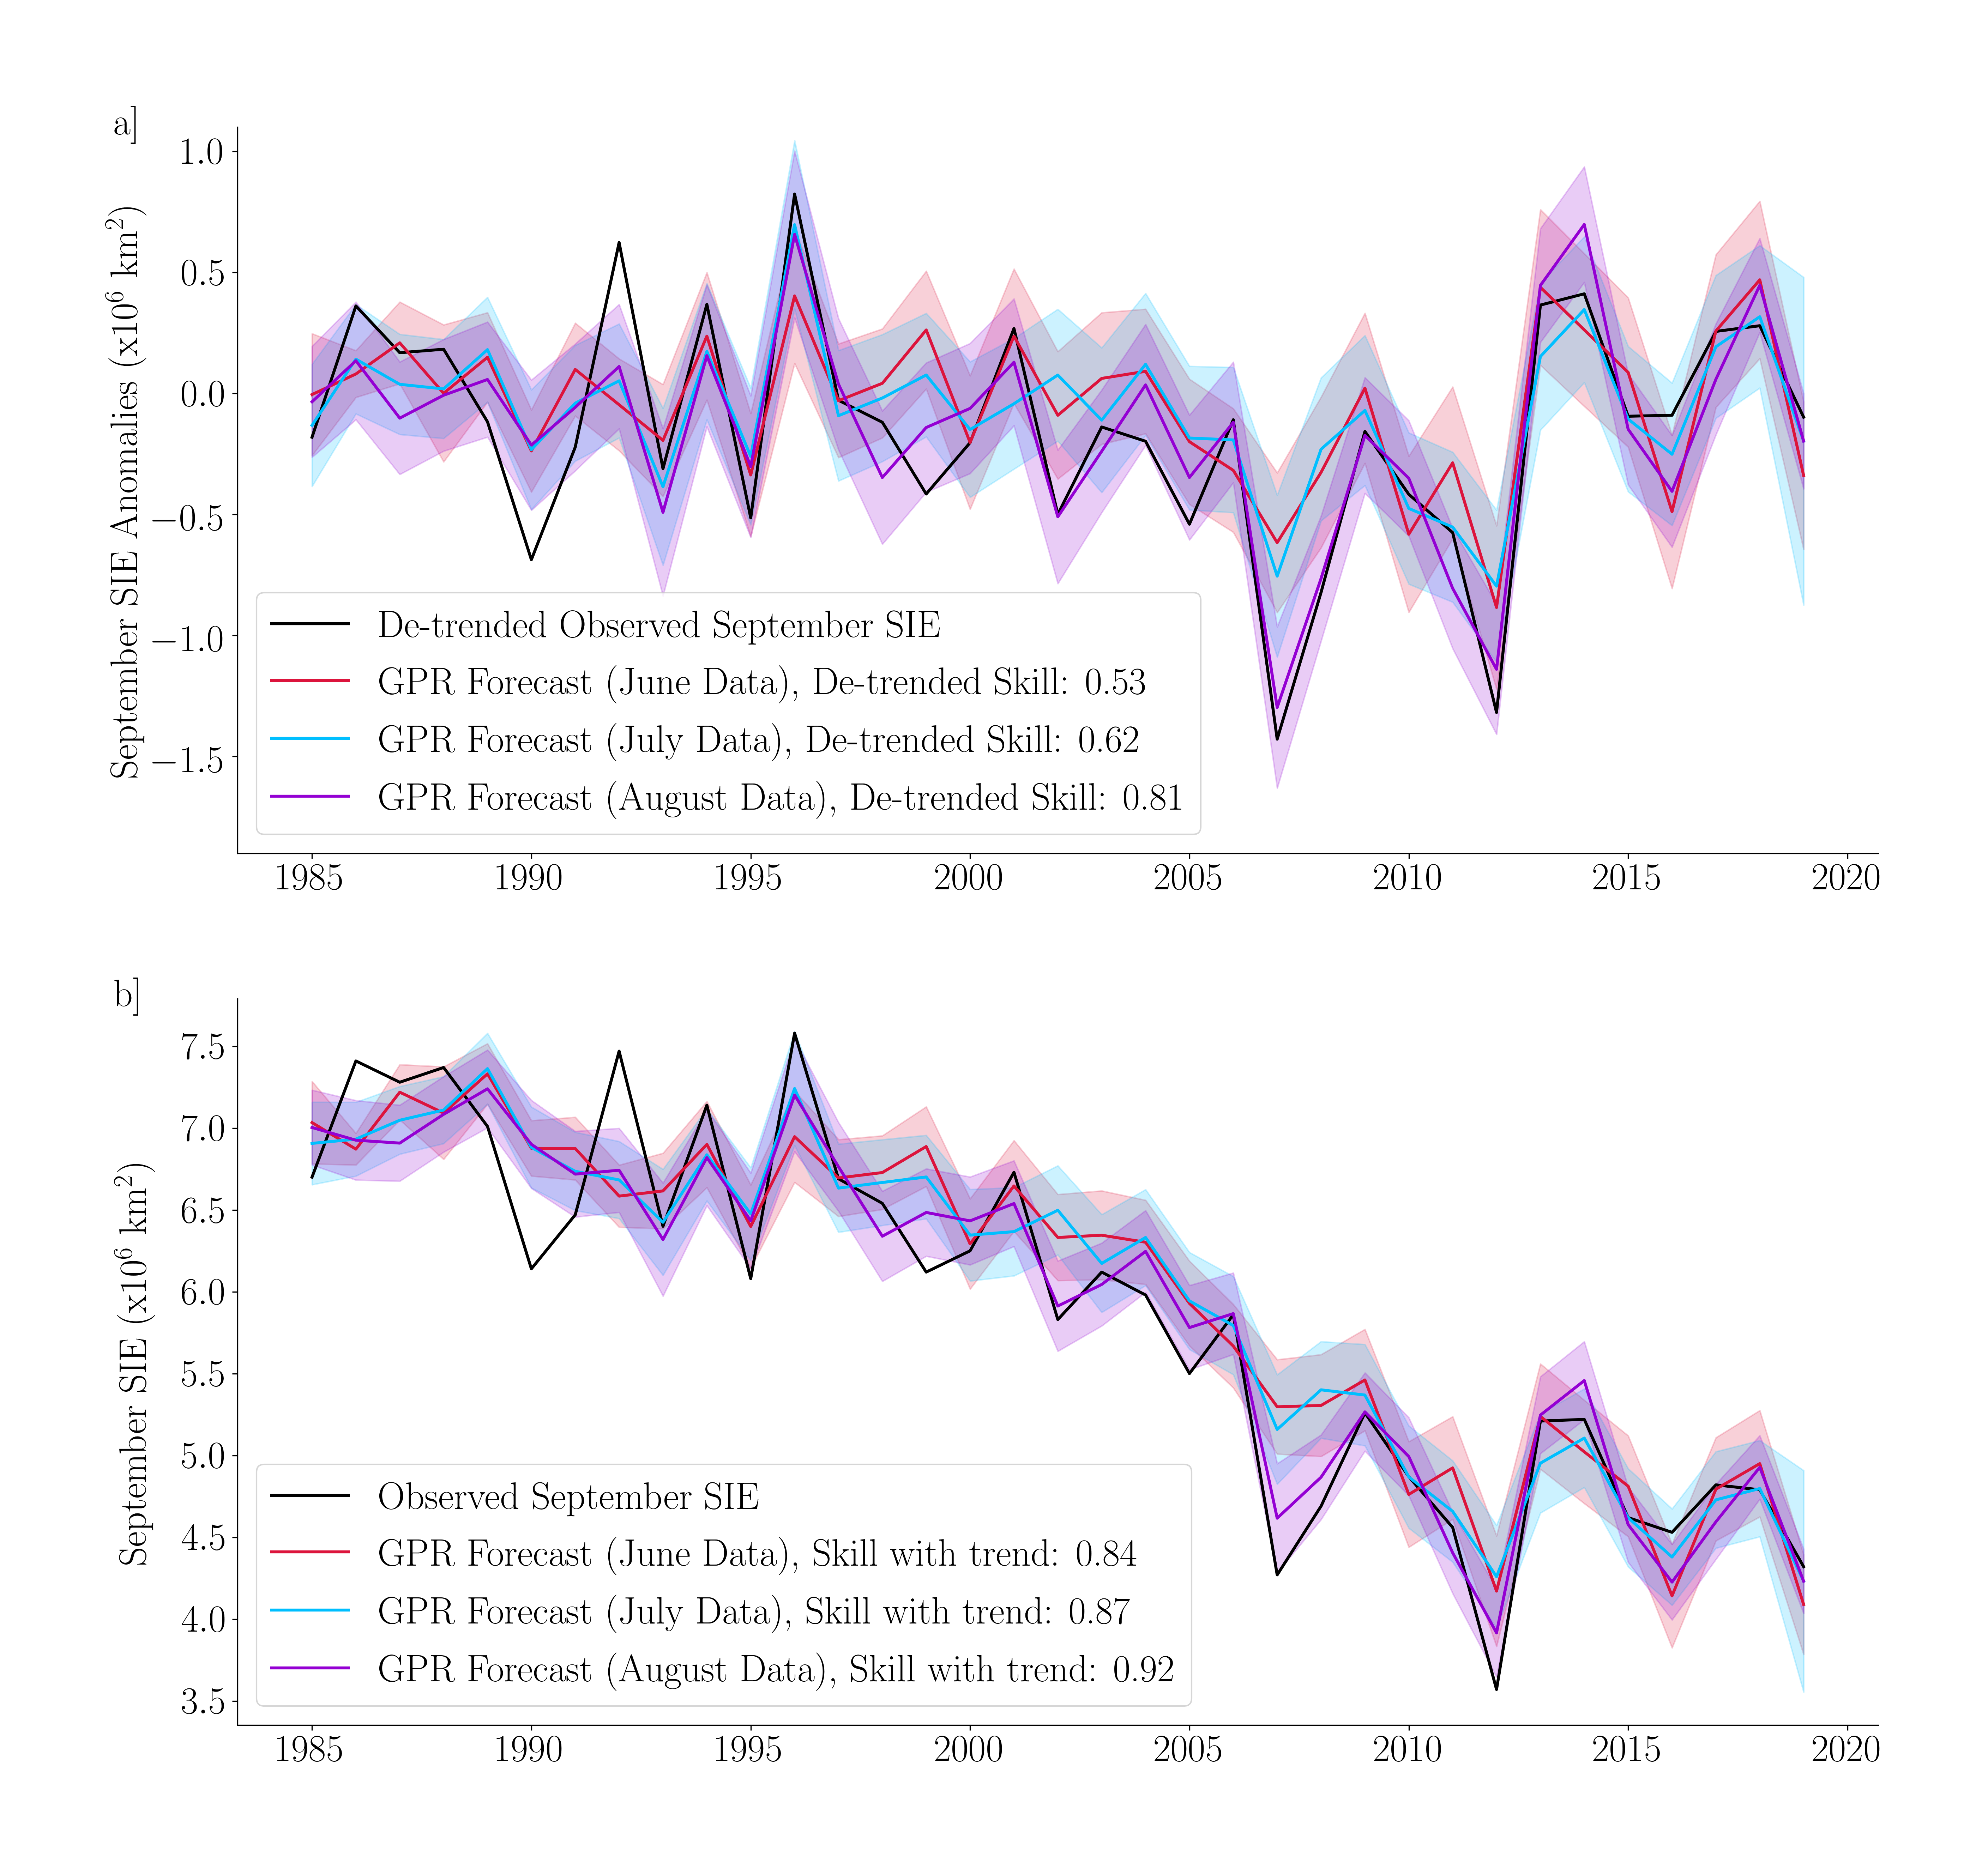 a]
September SIE Anomalies (x10⁶ km²)
1.0
0.5
0.0
−0.5
−1.0
−1.5
De-trended Observed September SIE
GPR Forecast (June Data), De-trended Skill: 0.53
GPR Forecast (July Data), De-trended Skill: 0.62
GPR Forecast (August Data), De-trended Skill: 0.81
1985 1990 1995 2000 2005 2010 2015 2020
b]
September SIE (x10⁶ km²)
7.5
7.0
6.5
6.0
5.5
5.0
4.5
4.0
3.5
Observed September SIE
GPR Forecast (June Data), Skill with trend: 0.84
GPR Forecast (July Data), Skill with trend: 0.87
GPR Forecast (August Data), Skill with trend: 0.92
1985 1990 1995 2000 2005 2010 2015 2020